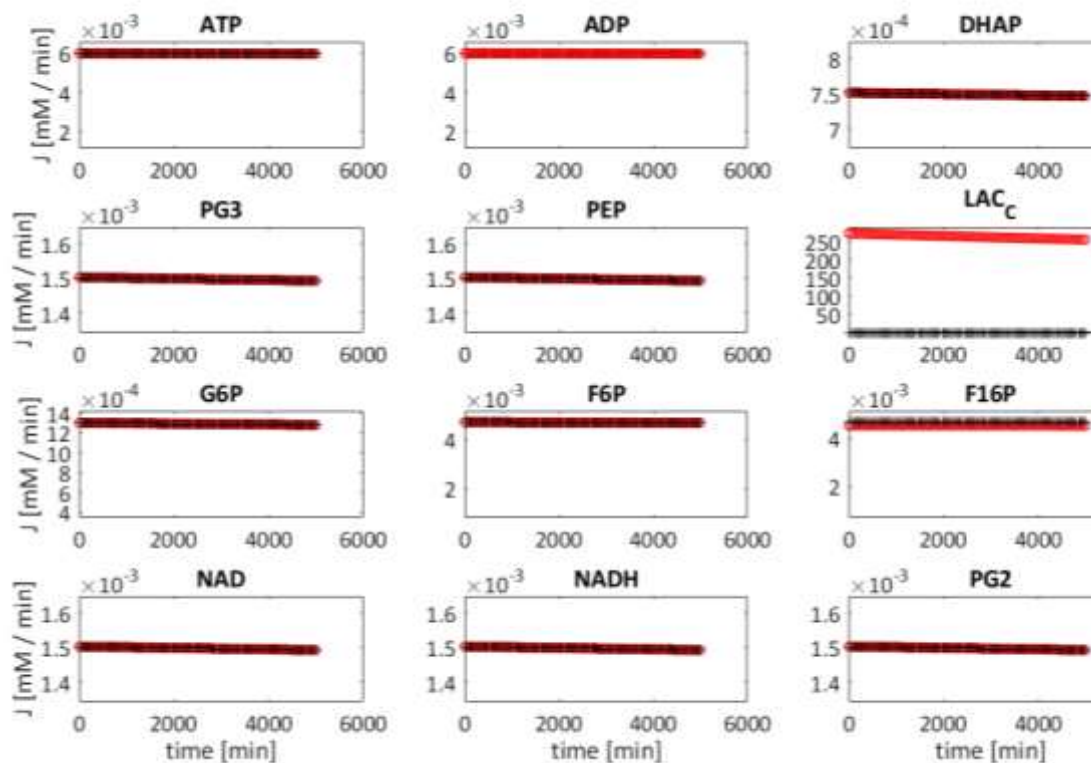 ×10-3 ATP
×10-3 ADP
×10-4 DHAP
J [mM / min]
6
4
2
0 2000 4000 6000
6
4
2
0 2000 4000 6000
8
7.5
7
0 2000 4000
×10-3 PG3
×10-3 PEP
LACC
J [mM / min]
1.6
1.5
1.4
0 2000 4000 6000
1.6
1.5
1.4
0 2000 4000 6000
250
200
150
100
50
0 2000 4000
×10-4 G6P
×10-3 F6P
×10-3 F16P
J [mM / min]
14
12
10
8
6
4
0 2000 4000 6000
4
2
0 2000 4000 6000
4
2
0 2000 4000
×10-3 NAD
×10-3 NADH
×10-3 PG2
J [mM / min]
1.6
1.5
1.4
0 2000 4000 6000
time [min]
1.6
1.5
1.4
0 2000 4000 6000
time [min]
1.6
1.5
1.4
0 2000 4000
time [min]